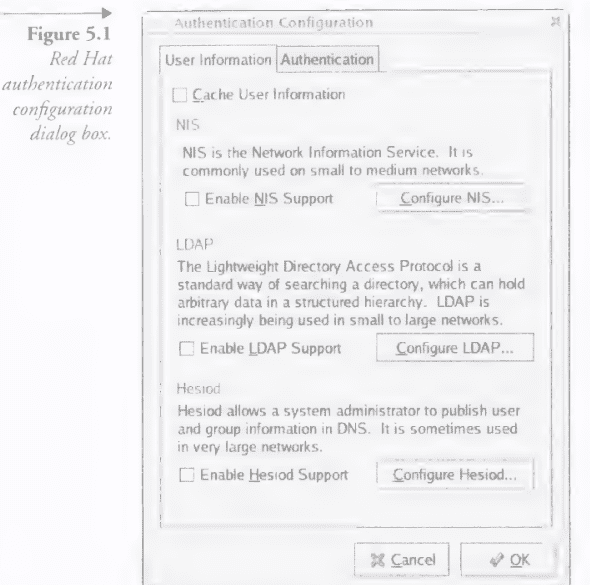 Figure 5.1
Red Hat
authentication
configuration
dialog box.
Authentication Configuration
User Information Authentication
Cache User Information
NIS
NIS is the Network Information Service. It is
commonly used on small to medium networks.
Enable NIS Support Configure NIS...
LDAP
The Lightweight Directory Access Protocol is a
standard way of searching a directory, which can hold
arbitrary data in a structured hierarchy. LDAP is
increasingly being used in small to large networks.
Enable LDAP Support Configure LDAP...
Hesiod
Hesiod allows a system administrator to publish user
and group information in DNS. It is sometimes used
in very large networks.
Enable Hesiod Support Configure Hesiod...
Cancel OK